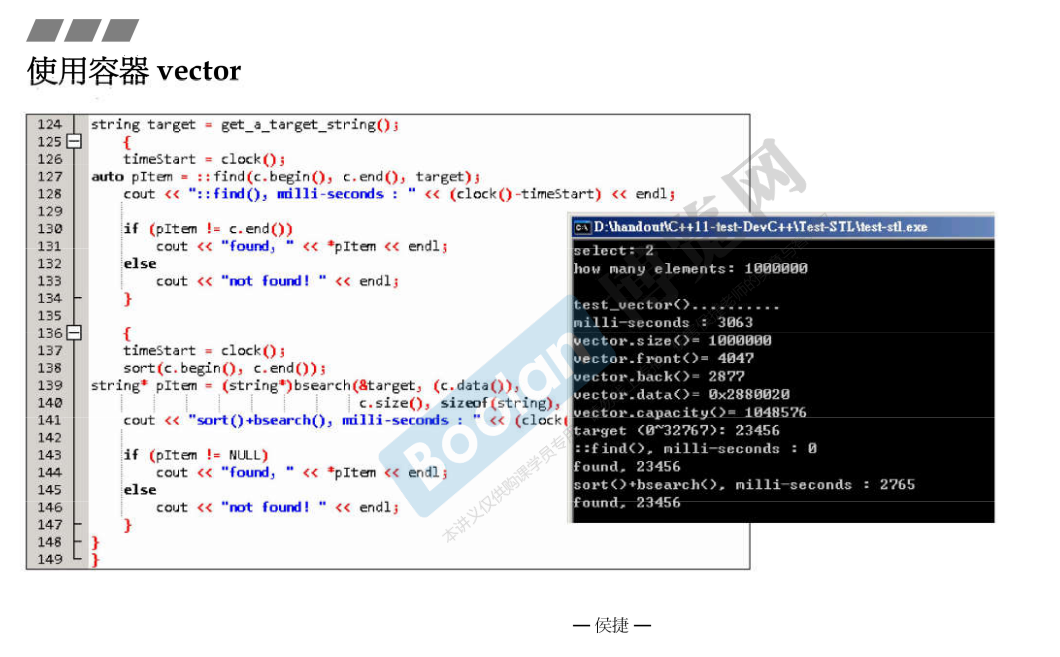 使用容器 vector
124 string target = get_a_target_string();
125 {
126 timeStart = clock();
127 auto pItem = ::find(c.begin(), c.end(), target);
128 cout << "::find(), milli-seconds : " << (clock()-timeStart) << endl;
129
130 if (pItem != c.end())
131 cout << "found, " << *pItem << endl;
132 else
133 cout << "not found! " << endl;
134 }
135
136 {
137 timeStart = clock();
138 sort(c.begin(), c.end());
139 string* pItem = (string*)bsearch(&target, (c.data()),
140 c.size(), sizeof(string),
141 cout << "sort()+bsearch(), milli-seconds : " << (clock(
142
143 if (pItem != NULL)
144 cout << "found, " << *pItem << endl;
145 else
146 cout << "not found! " << endl;
147 }
148 }
149 }
D:\handout\C++11-test-DevC++\Test-STL\test-stl.exe
select: 2
how many elements: 1000000
test_vector()..........
milli-seconds : 3063
vector.size()= 1000000
vector.front()= 4047
vector.back()= 2877
vector.data()= 0x2880020
vector.capacity()= 1048576
target (0~32767): 23456
::find(), milli-seconds : 0
found, 23456
sort()+bsearch(), milli-seconds : 2765
found, 23456
Boolan
博览网
本讲义仅供购课学员专用
— 侯捷 —